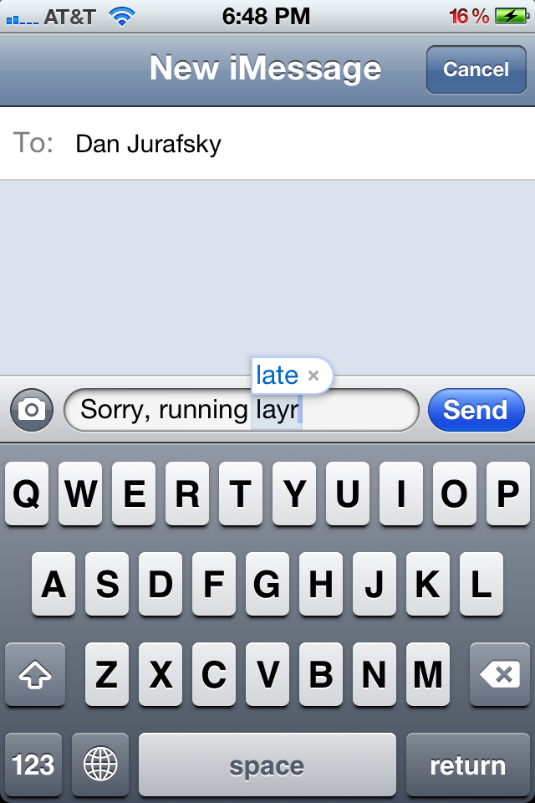 AT&T 6:48 PM 16%
New iMessage Cancel
To: Dan Jurafsky
late ×
Sorry, running layr Send
Q W E R T Y U I O P
A S D F G H J K L
Z X C V B N M
123 space return